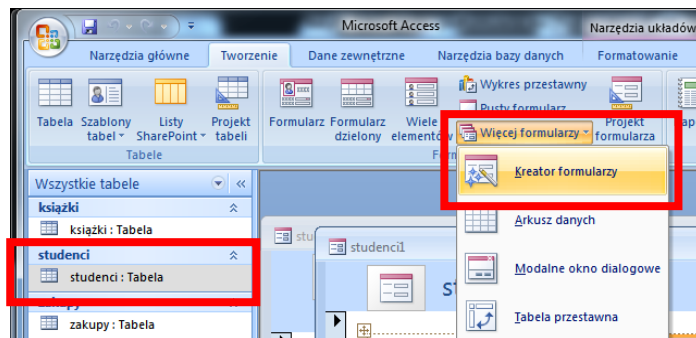 Microsoft Access
Narzędzia układów
Narzędzia główne Tworzenie Dane zewnętrzne Narzędzia bazy danych Formatowanie
Tabela
Szablony tabel
Listy SharePoint
Projekt tabeli
Formularz
Formularz dzielony
Wiele elementów
Wykres przestawny
Pusty formularz
Więcej formularzy
Projekt formularza
Tabele
Form
Kreator formularzy
Arkusz danych
Modalne okno dialogowe
Tabela przestawna
Wszystkie tabele
książki
książki : Tabela
studenci
studenci : Tabela
zakupy : Tabela
stu
studenci1